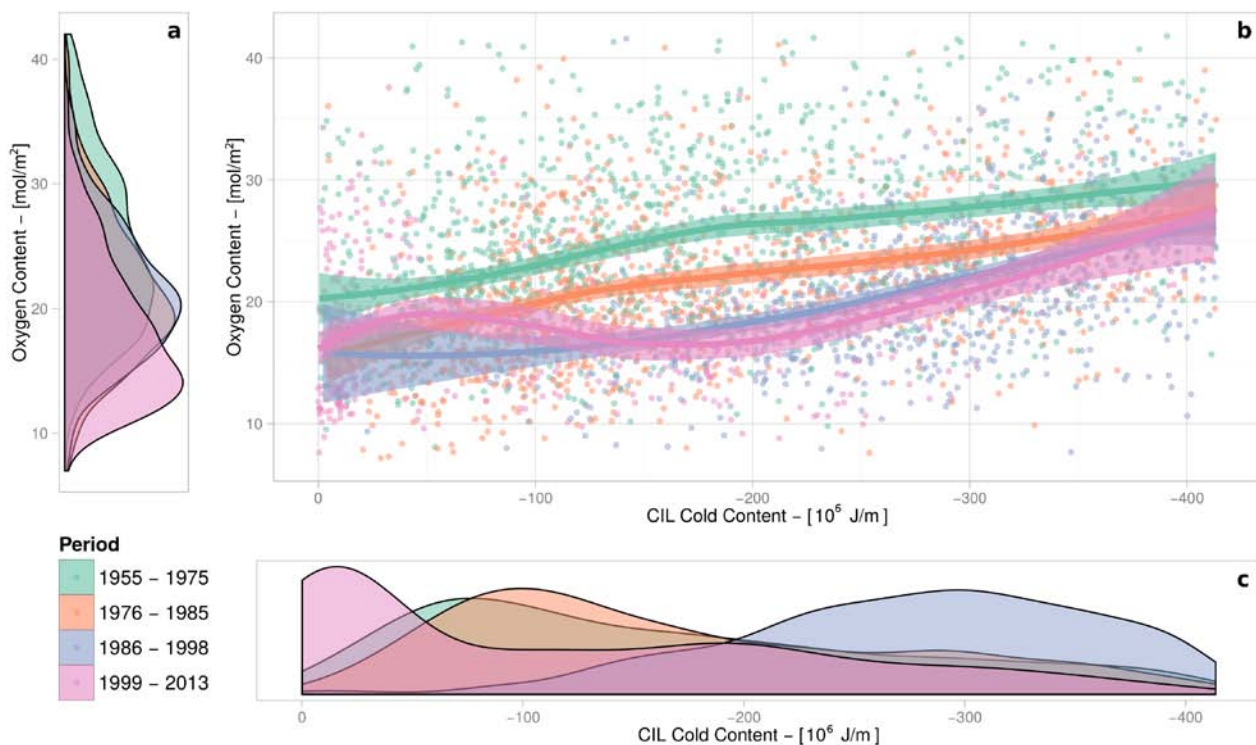 a
40
30
20
10
Oxygen Content – [mol/m²]
b
40
30
20
10
Oxygen Content – [mol/m²]
0
−100
−200
−300
−400
CIL Cold Content – [10⁶ J/m]
Period
1955 – 1975
1976 – 1985
1986 – 1998
1999 – 2013
c
0
−100
−200
−300
−400
CIL Cold Content – [10⁶ J/m]